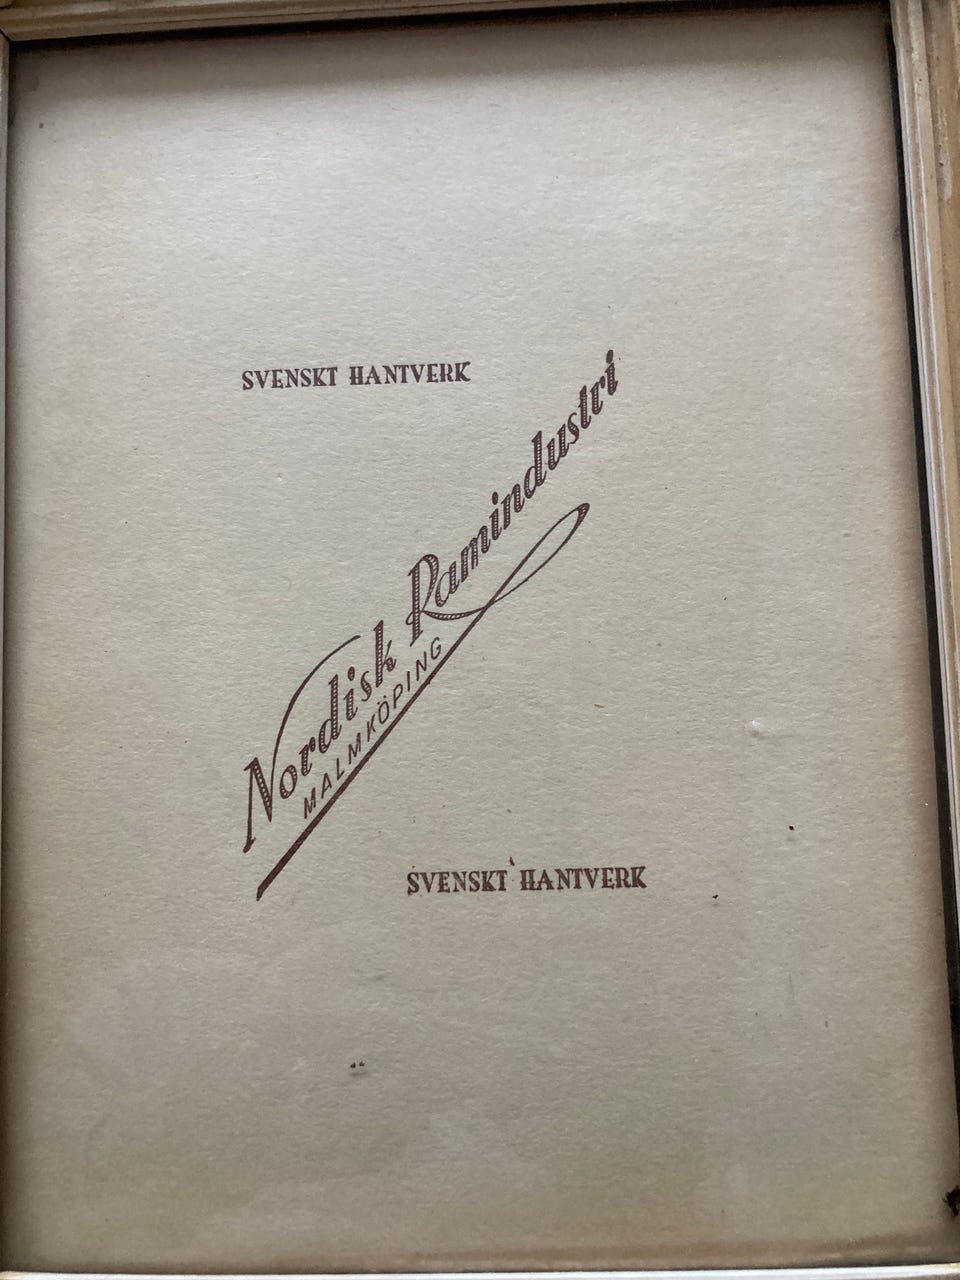 SVENSKT HANTVERK
Nordisk Ramindustri
MALMKÖPING
SVENSKT HANTVERK